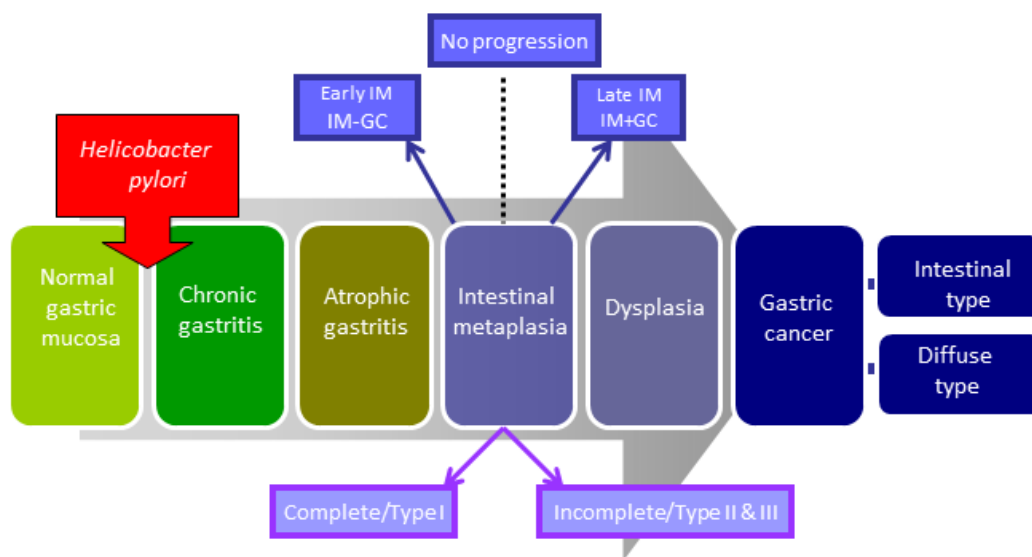 No progression
Early IM
IM-GC
Late IM
IM+GC
Helicobacter
pylori
Normal
gastric
mucosa
Chronic
gastritis
Atrophic
gastritis
Intestinal
metaplasia
Dysplasia
Gastric
cancer
Intestinal
type
Diffuse
type
Complete/Type I
Incomplete/Type II & III